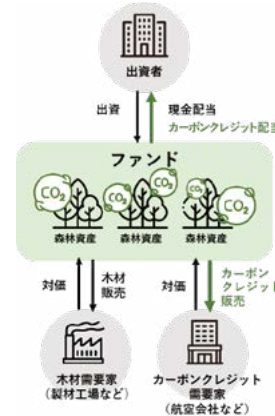 出資者
出資
現金配当
カーボンクレジット配当
ファンド
CO₂
CO₂
CO₂
CO₂
森林資産
森林資産
森林資産
対価
木材
販売
対価
カーボン
クレジット
販売
木材需要家
(製材工場など)
カーボンクレジット
需要家
(航空会社など)